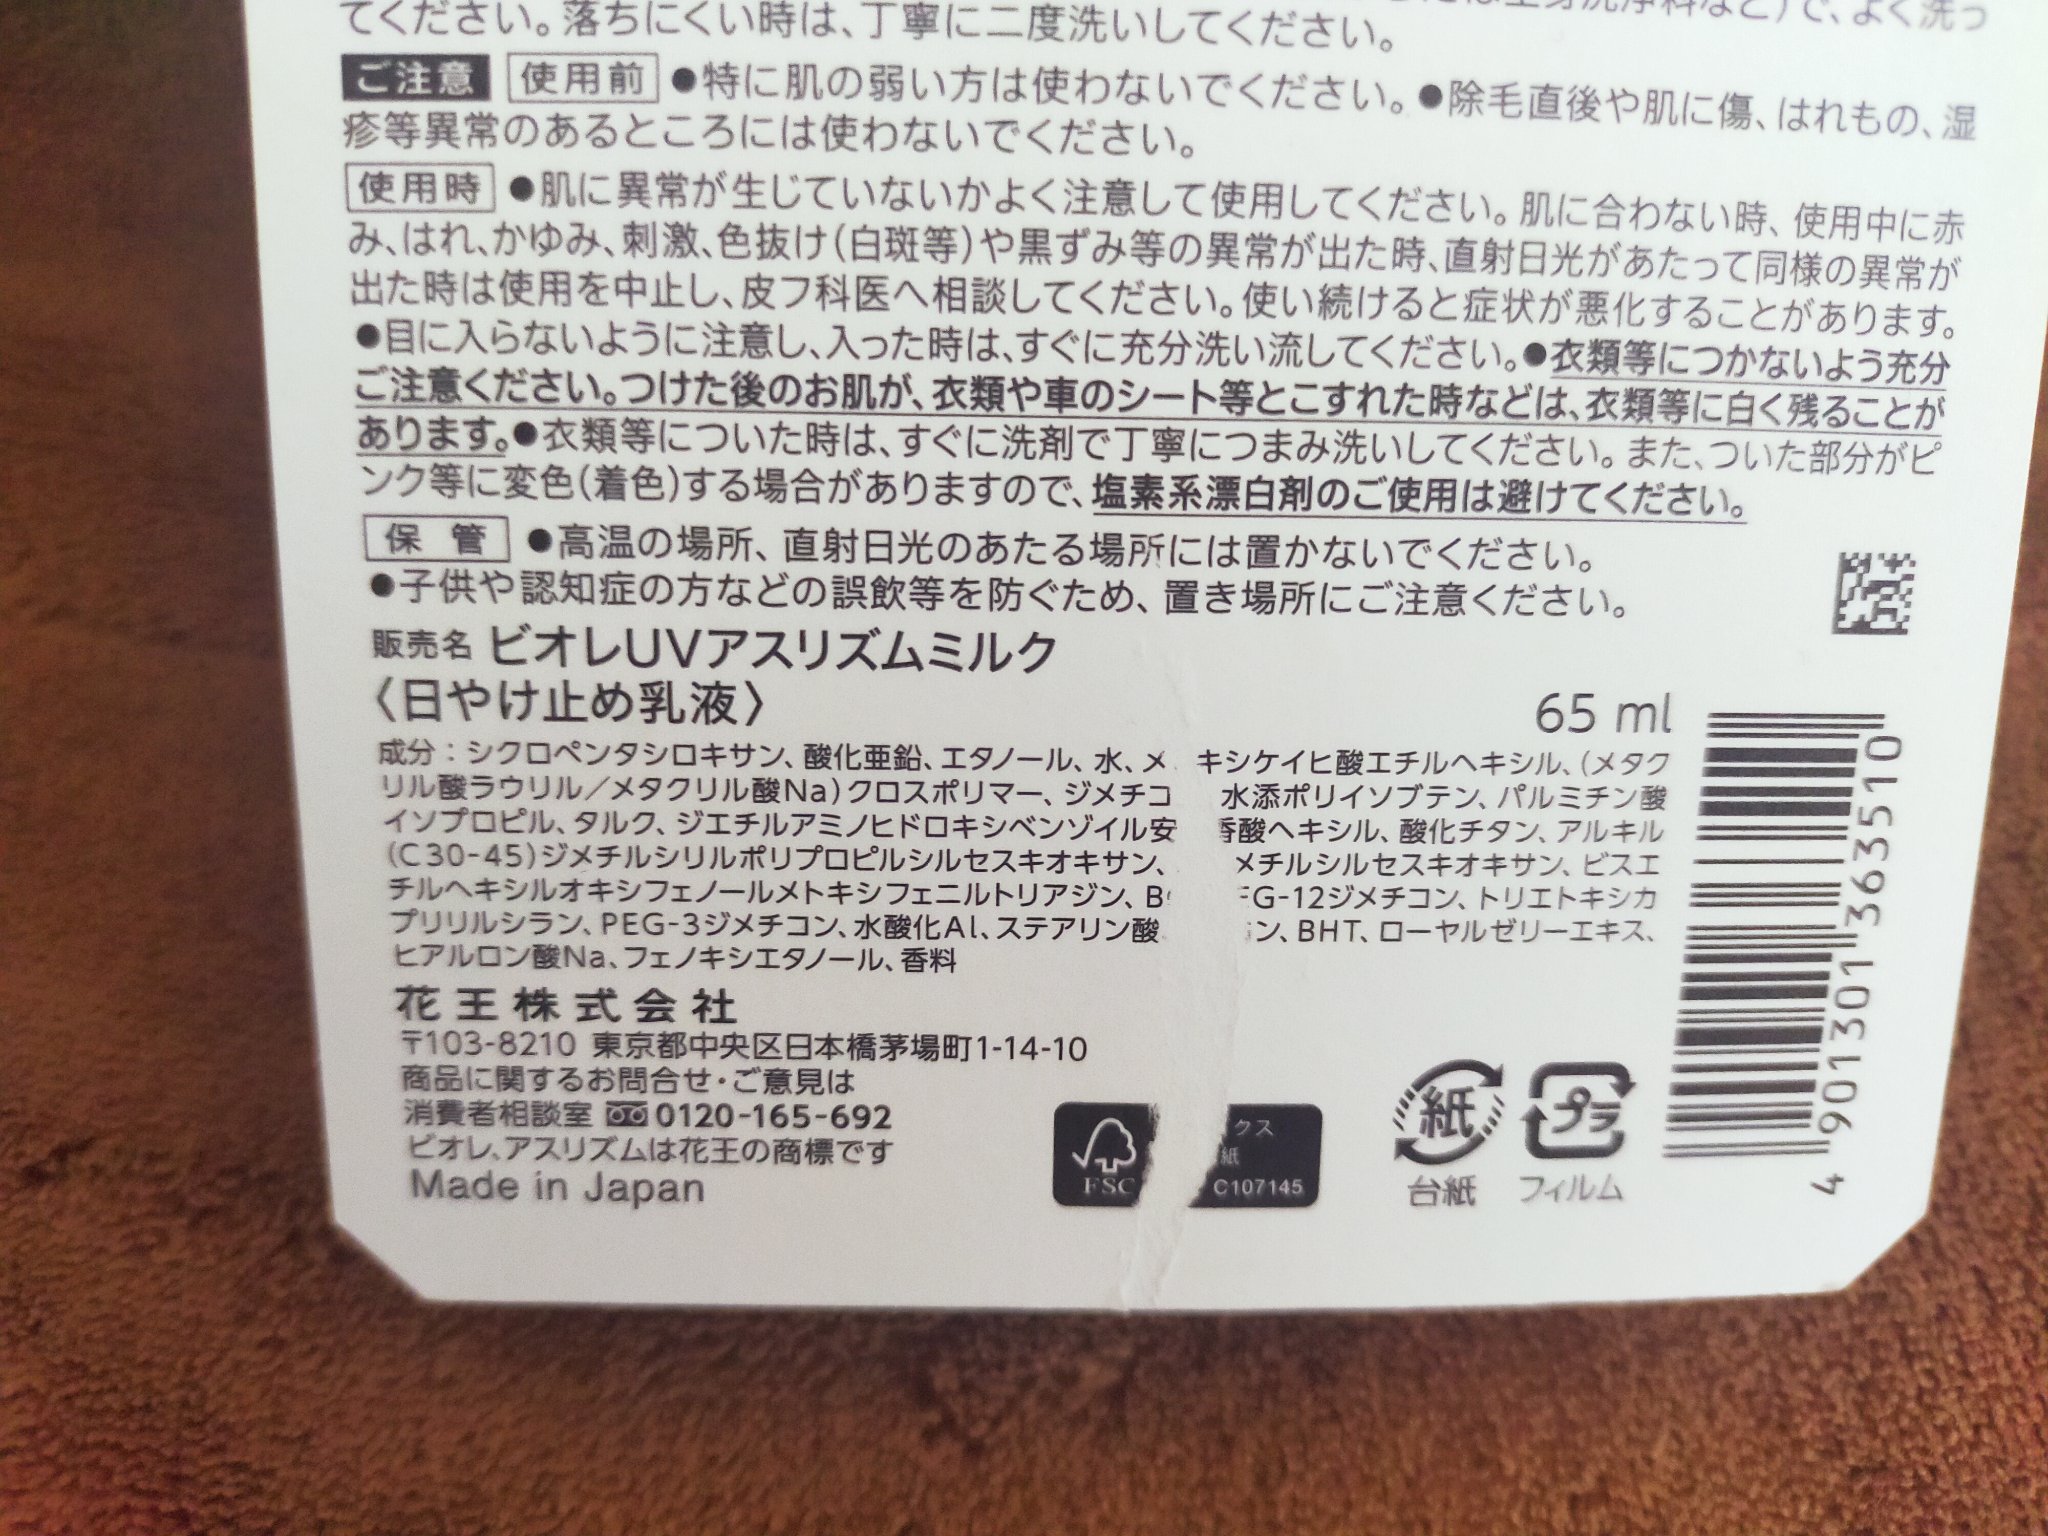 てください。落ちにくい時は、丁寧に二度洗いしてください。
で、よく洗っ
ご注意 使用前 ●特に肌の弱い方は使わないでください。●除毛直後や肌に傷、はれもの、湿
疹等異常のあるところには使わないでください。
使用時 ●肌に異常が生じていないかよく注意して使用してください。肌に合わない時、使用中に赤
み、はれ、かゆみ、刺激、色抜け(白斑等)や黒ずみ等の異常が出た時、直射日光があたって同様の異常が
出た時は使用を中止し、皮フ科医へ相談してください。使い続けると症状が悪化することがあります。
●目に入らないように注意し、入った時は、すぐに充分洗い流してください。●衣類等につかないよう充分
ご注意ください。つけた後のお肌が、衣類や車のシート等とこすれた時などは、衣類等に白く残ることが
あります。●衣類等についた時は、すぐに洗剤で丁寧につまみ洗いしてください。また、ついた部分がピ
ンク等に変色(着色)する場合がありますので、塩素系漂白剤のご使用は避けてください。
保管 ●高温の場所、直射日光のあたる場所には置かないでください。
●子供や認知症の方などの誤飲等を防ぐため、置き場所にご注意ください。
販売名 ビオレUVアスリズムミルク
〈日やけ止め乳液〉
65 ml
成分：シクロペンタシロキサン、酸化亜鉛、エタノール、水、メ キシケイヒ酸エチルヘキシル、(メタク
リル酸ラウリル／メタクリル酸Na)クロスポリマー、ジメチコ 水添ポリイソブテン、パルミチン酸
イソプロピル、タルク、ジエチルアミノヒドロキシベンゾイル安 香酸ヘキシル、酸化チタン、アルキル
(C30-45)ジメチルシリルポリプロピルシルセスキオキサン、 メチルシルセスキオキサン、ビスエ
チルヘキシルオキシフェノールメトキシフェニルトリアジン、B G-12ジメチコン、トリエトキシカ
プリリルシラン、PEG-3ジメチコン、水酸化Al、ステアリン酸 ン、BHT、ローヤルゼリーエキス、
ヒアルロン酸Na、フェノキシエタノール、香料
花王株式会社
〒103-8210 東京都中央区日本橋茅場町1-14-10
商品に関するお問合せ・ご意見は
消費者相談室 0120-165-692
ビオレ、アスリズムは花王の商標です
Made in Japan
FSC
クス
紙
C107145
紙
台紙
プラ
フィルム
4 901301 363510